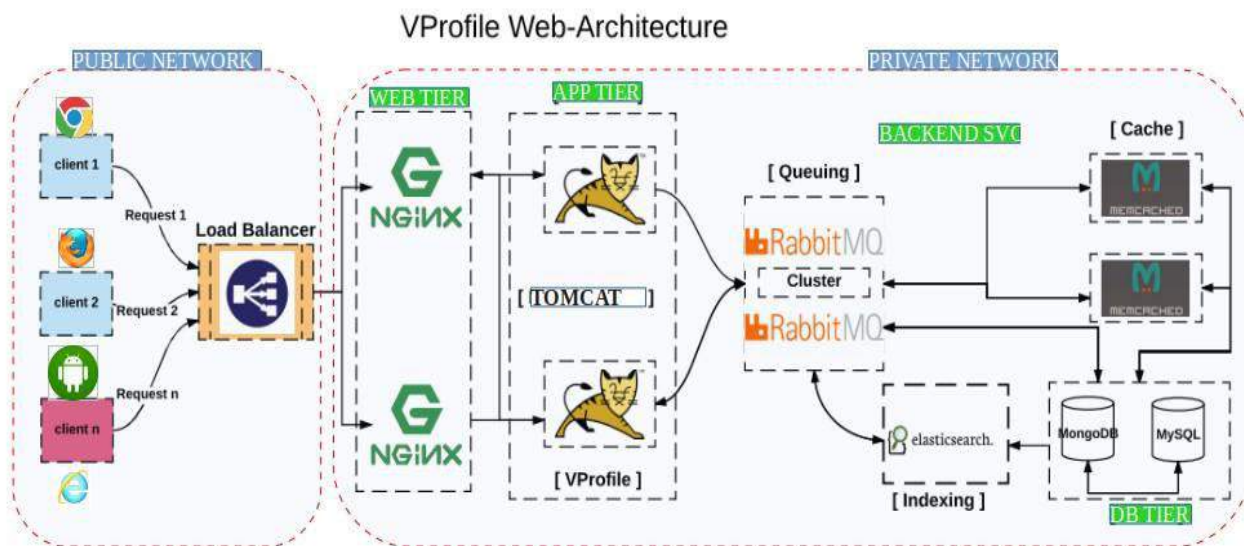 VProfile Web-Architecture
PUBLIC NETWORK
PRIVATE NETWORK
WEB TIER
[ APP TIER ]
BACKEND SVC
[ Cache ]
client 1
Request 1
Load Balancer
client 2
Request 2
client n
Request n
NGiNX
NGiNX
[ TOMCAT ]
TM
[ VProfile ]
[ Queuing ]
RabbitMQ
Cluster
RabbitMQ
MEMCACHED
MEMCACHED
elasticsearch.
[ Indexing ]
MongoDB
MySQL
DB TIER